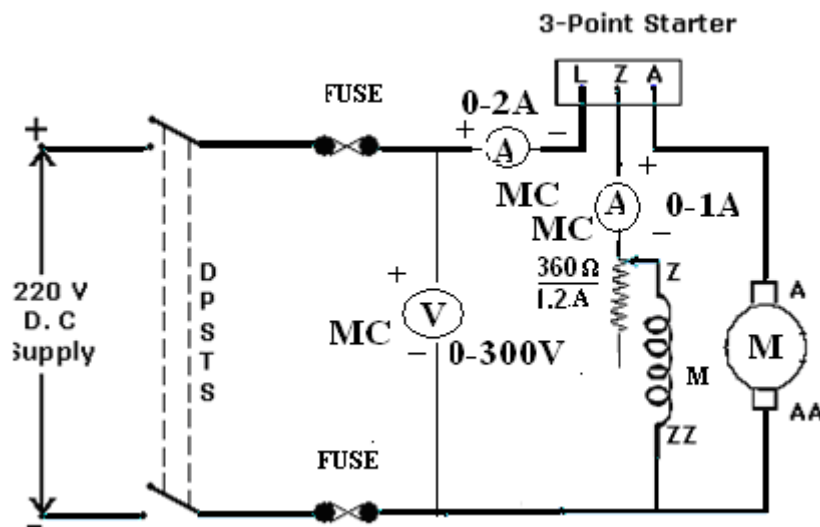 3-Point Starter
L Z A
FUSE
0-2A
+
+ −
A
MC
+
MC A 0-1A
−
360 Ω
1.2 A
Z
D
P
S
T
S
220 V
D. C
Supply
+
MC V
− 0-300V
A
M
M
AA
ZZ
FUSE
−